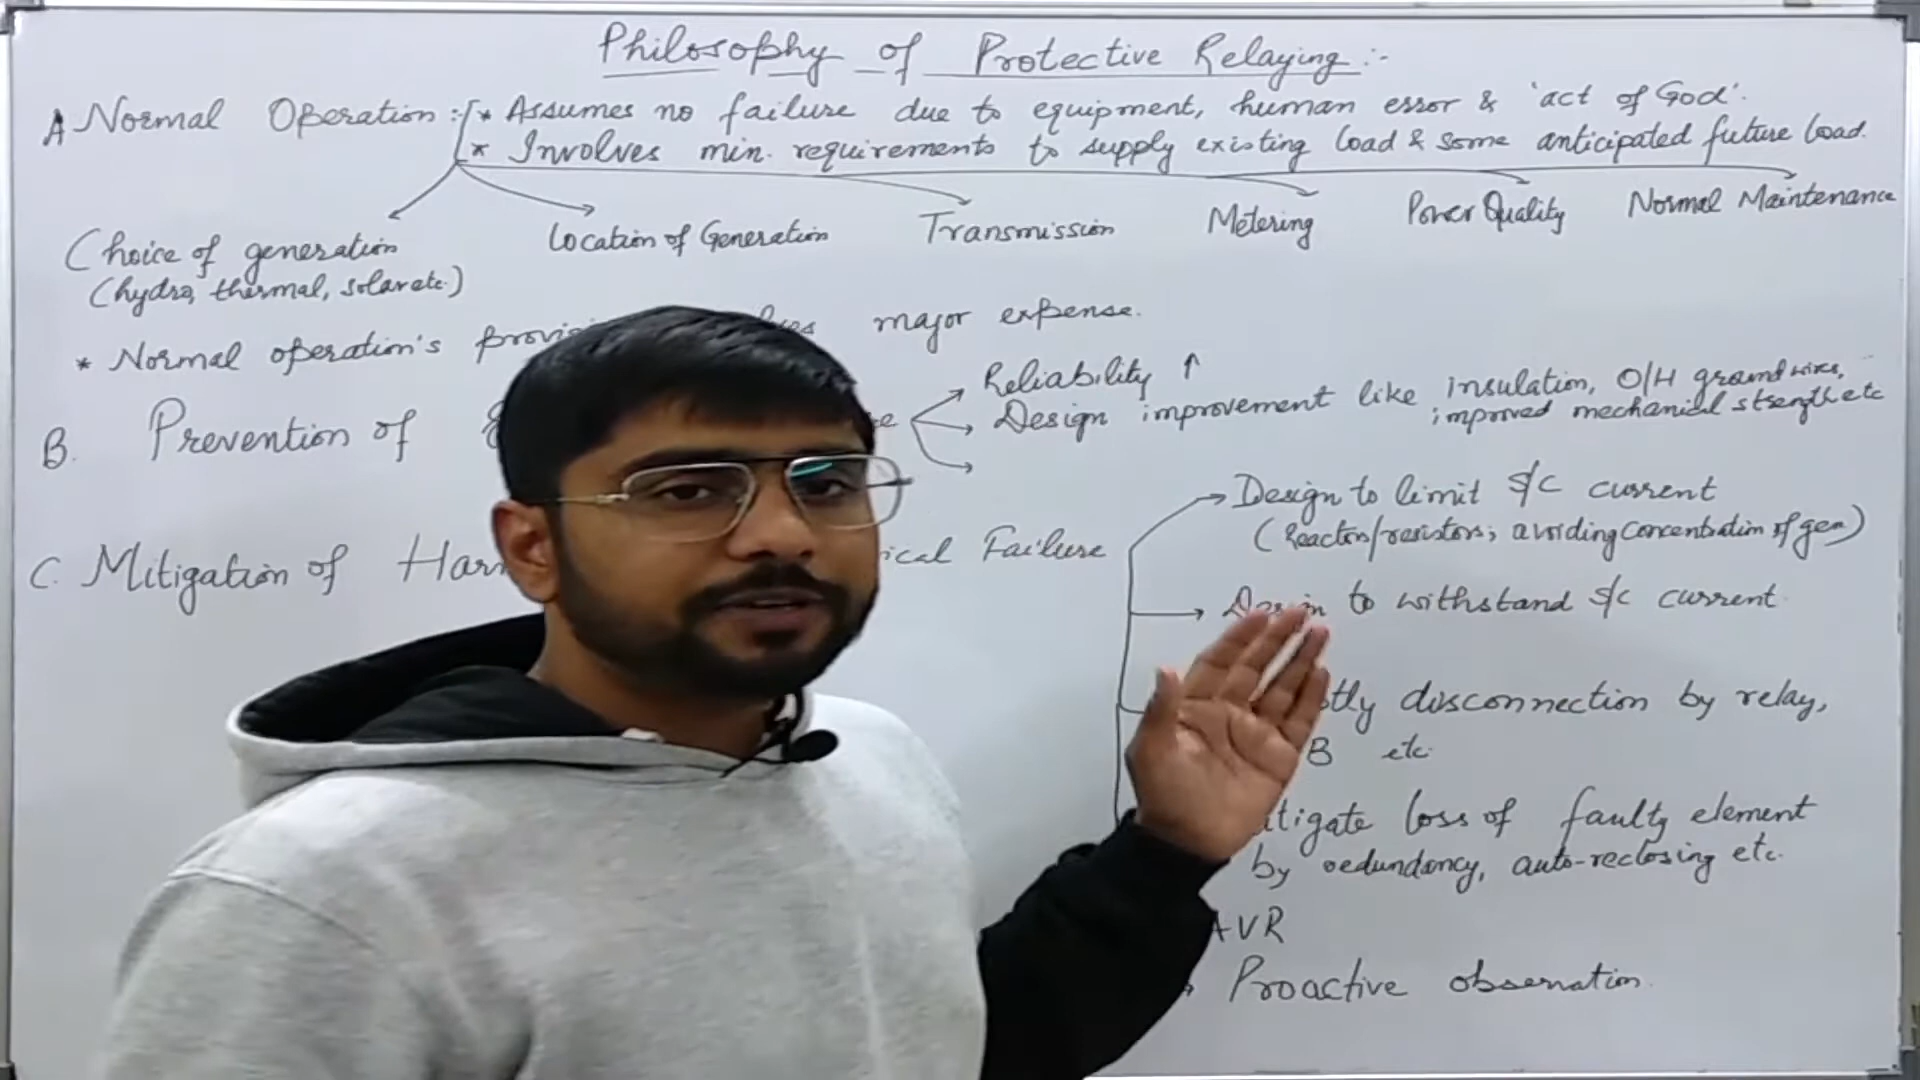 Philosophy of Protective Relaying :-
A Normal Operation :- * Assumes no failure due to equipment, human error & 'act of God'.
* Involves min. requirements to supply existing load & some anticipated future load.
Choice of generation
(hydro, thermal, solar etc.)
Location of Generation
Transmission
Metering
Power Quality
Normal Maintenance
* Normal operation's major expense.
B. Prevention of
Reliability ↑
Design improvement like insulation, O/H ground wires,
improved mechanical strength etc
C. Mitigation of Failure
Design to limit S/C current
(Reactors/resistors; avoiding concentration of gen)
Design to withstand S/C current.
disconnection by relay,
etc.
loss of faulty element
by redundancy, auto-reclosing etc.
AVR
Proactive observation.